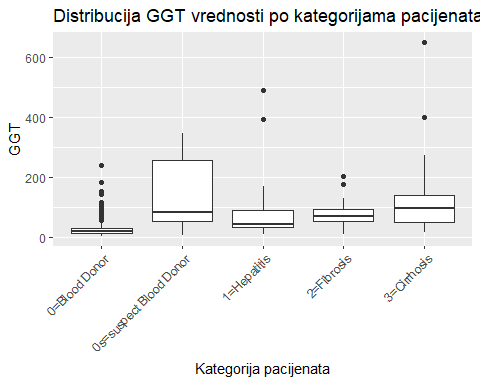 Distribucija GGT vrednosti po kategorijama pacijenata
GGT
600
400
200
0
0=Blood Donor
0s=suspect Blood Donor
1=Hepatitis
2=Fibrosis
3=Cirrhosis
Kategorija pacijenata